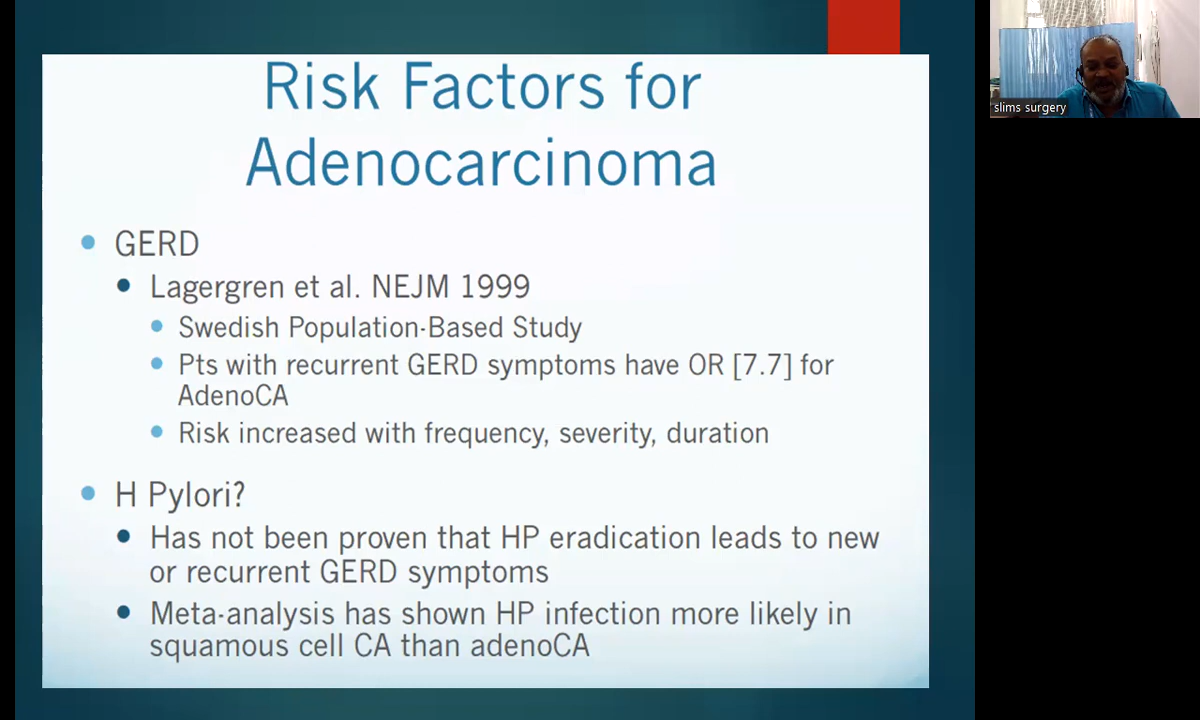 Risk Factors for
Adenocarcinoma
GERD
Lagergren et al. NEJM 1999
Swedish Population-Based Study
Pts with recurrent GERD symptoms have OR [7.7] for
AdenoCA
Risk increased with frequency, severity, duration
H Pylori?
Has not been proven that HP eradication leads to new
or recurrent GERD symptoms
Meta-analysis has shown HP infection more likely in
squamous cell CA than adenoCA
slims surgery